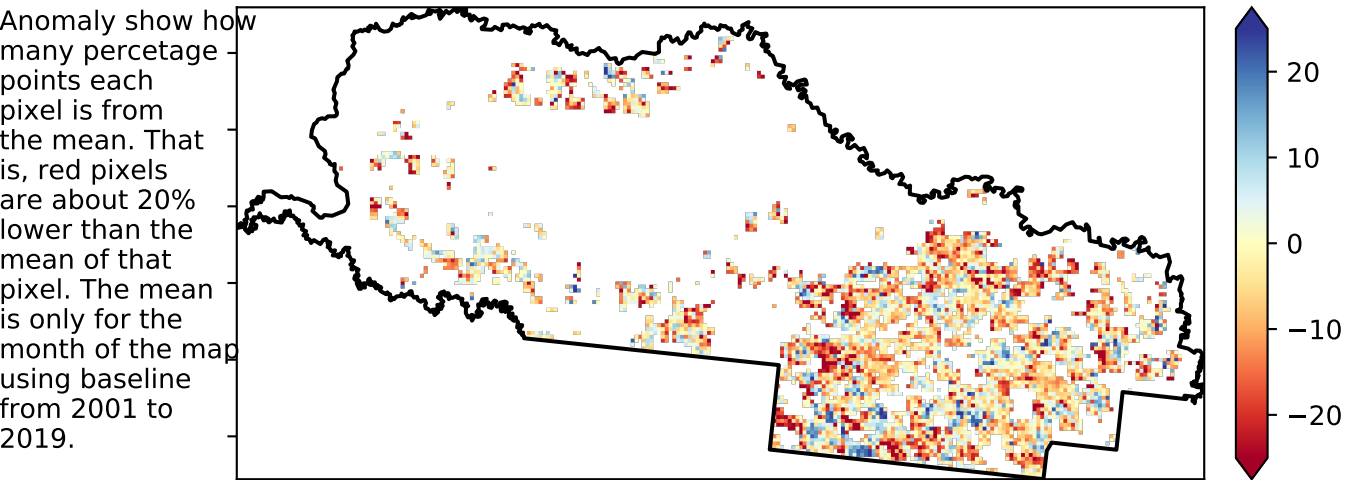 Anomaly show how
many percetage
points each
pixel is from
the mean. That
is, red pixels
are about 20%
lower than the
mean of that
pixel. The mean
is only for the
month of the map
using baseline
from 2001 to
2019.
20
10
0
−10
−20